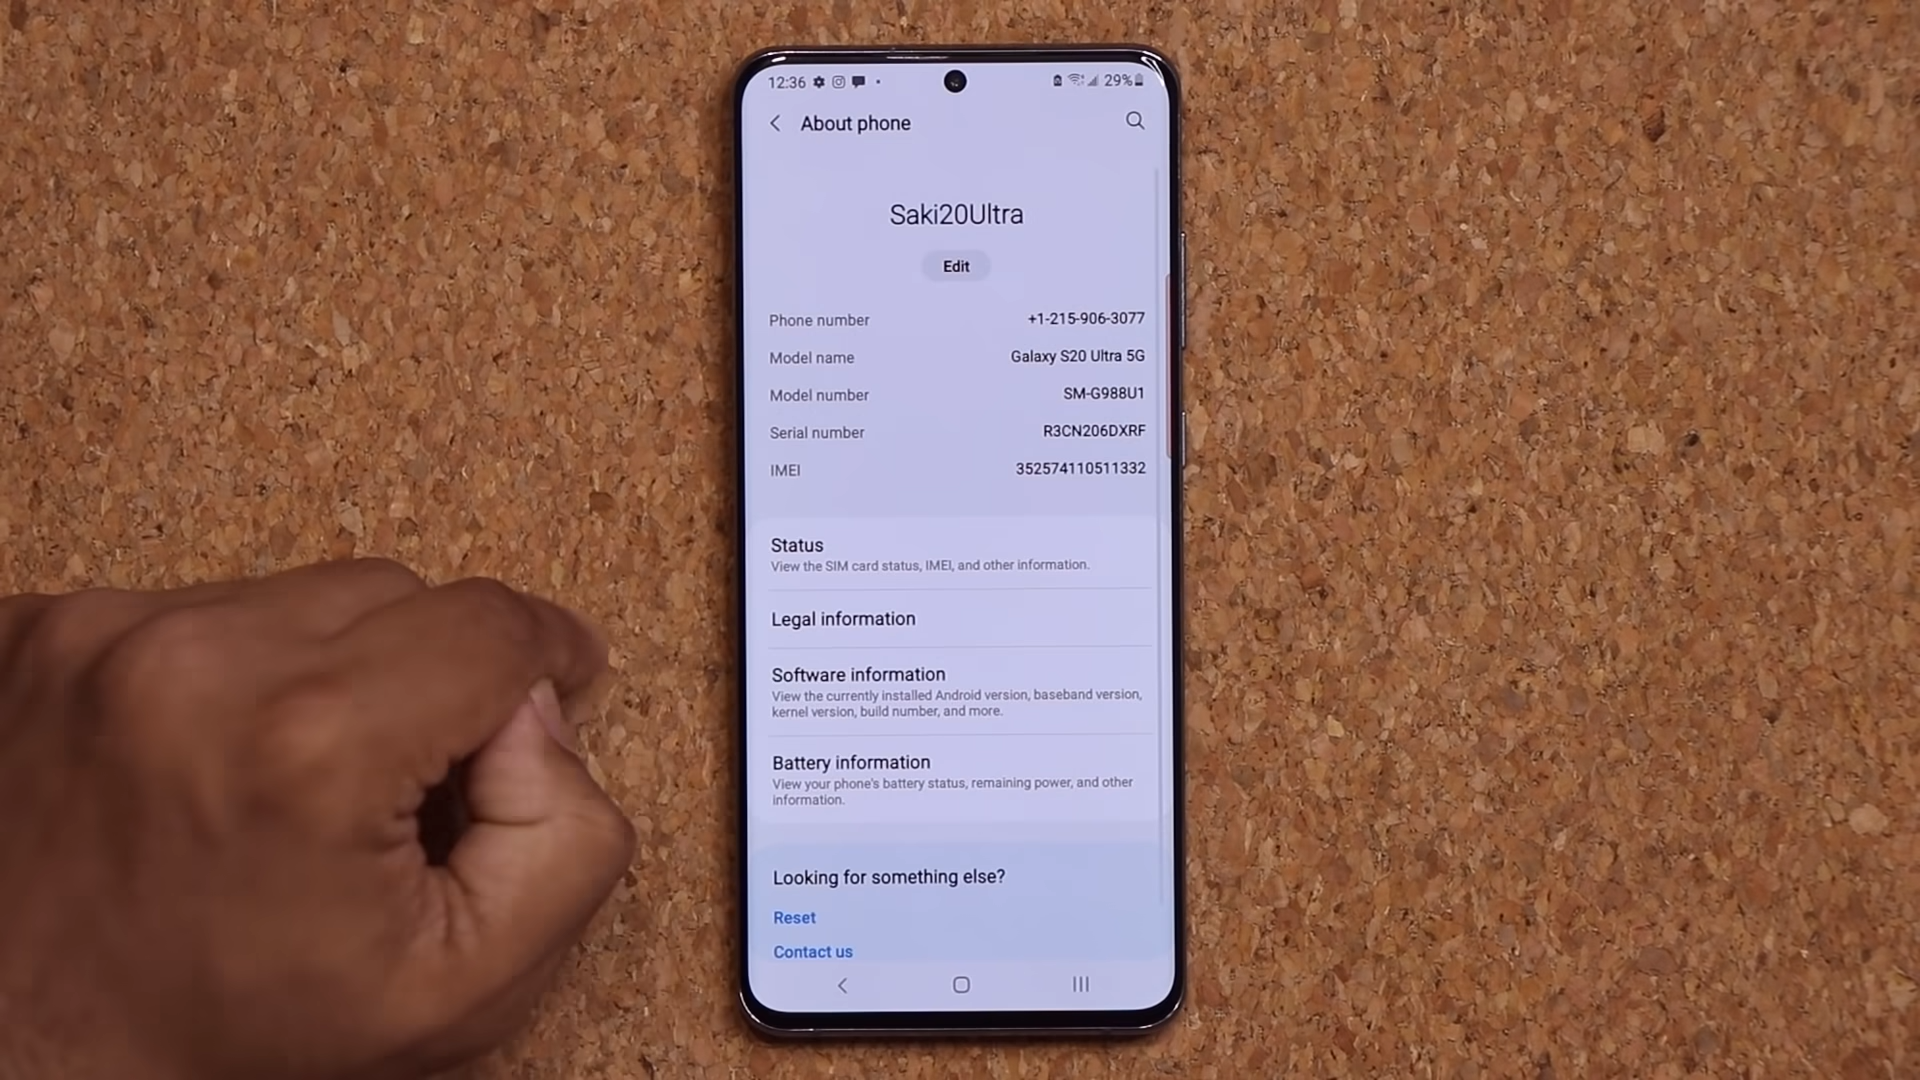 12:36 29%
About phone
Saki20Ultra
Edit
Phone number +1-215-906-3077
Model name Galaxy S20 Ultra 5G
Model number SM-G988U1
Serial number R3CN206DXRF
IMEI 352574110511332
Status
View the SIM card status, IMEI, and other information.
Legal information
Software information
View the currently installed Android version, baseband version,
kernel version, build number, and more.
Battery information
View your phone's battery status, remaining power, and other
information.
Looking for something else?
Reset
Contact us